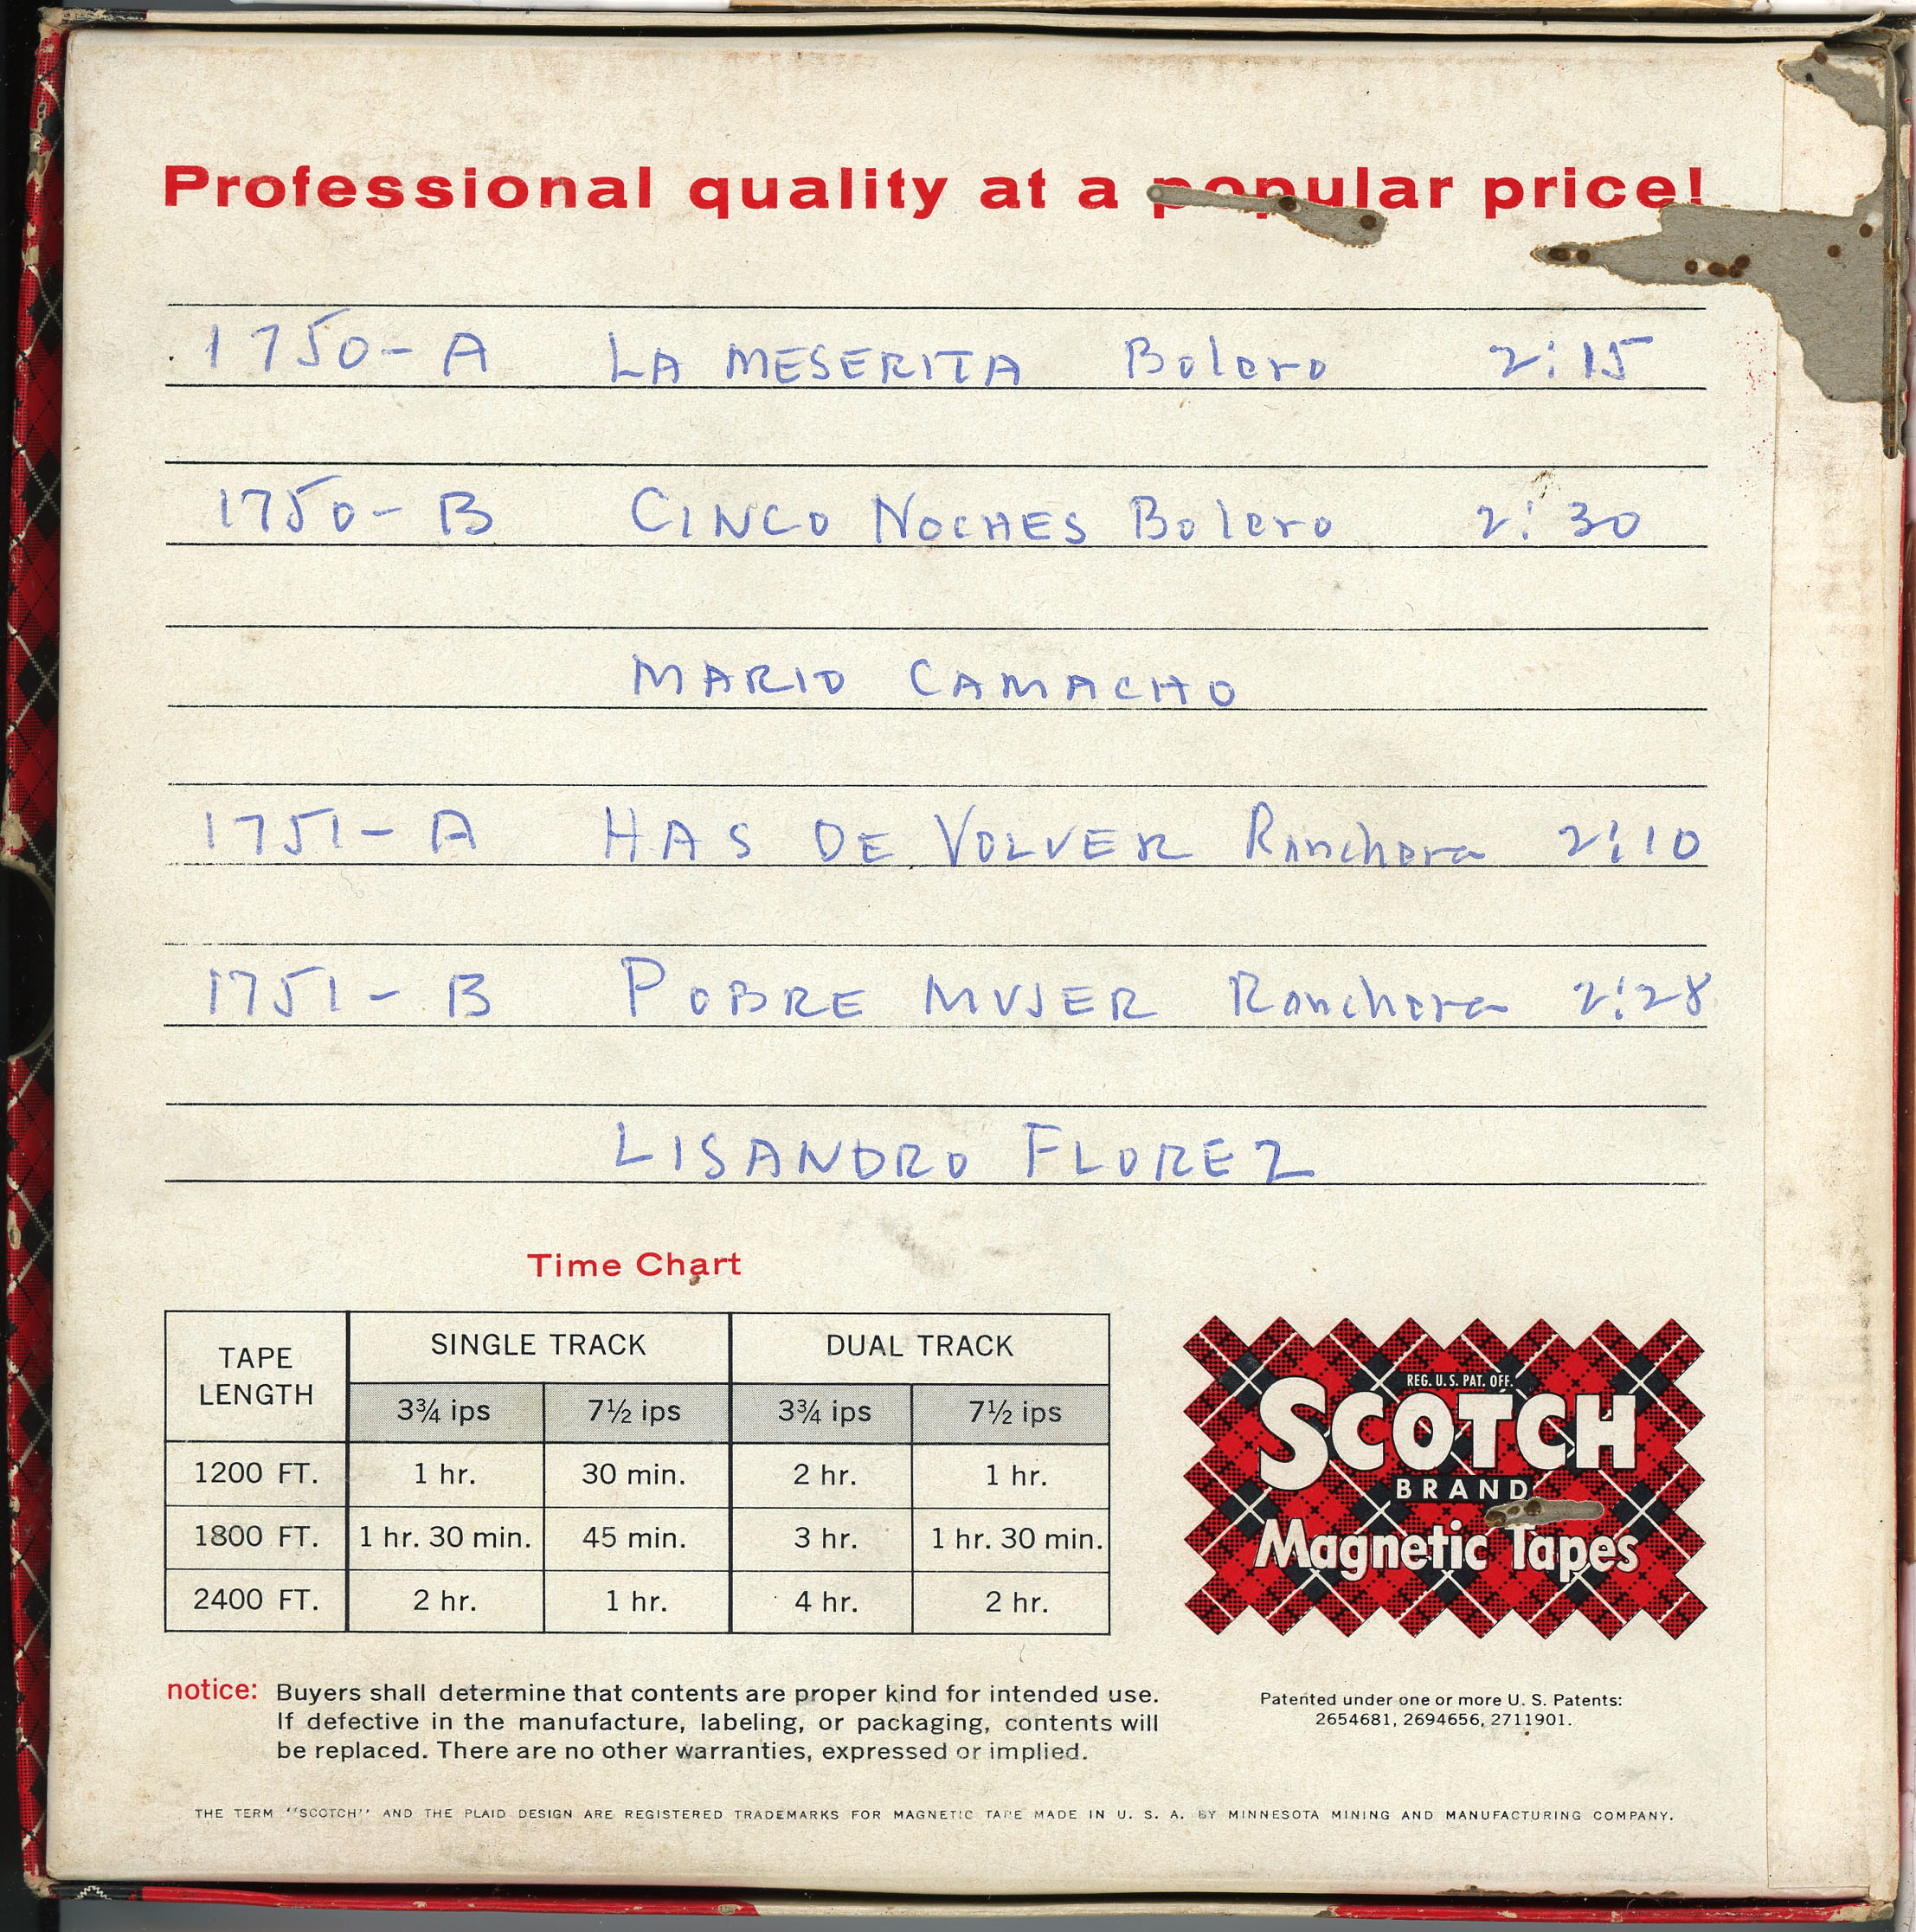 Professional quality at a popular price!
1750-A LA MESERITA Bolero 2:15
1750-B CINCO NOCHES Bolero 2:30
MARIO CAMACHO
1751-A HAS DE VOLVER Ranchera 2:10
1751-B POBRE MUJER Ranchera 2:28
LISANDRO FLOREZ
Time Chart
TAPE LENGTH SINGLE TRACK DUAL TRACK
3¾ ips 7½ ips 3¾ ips 7½ ips
1200 FT. 1 hr. 30 min. 2 hr. 1 hr.
1800 FT. 1 hr. 30 min. 45 min. 3 hr. 1 hr. 30 min.
2400 FT. 2 hr. 1 hr. 4 hr. 2 hr.
REG. U.S. PAT. OFF.
SCOTCH
BRAND
Magnetic Tapes
notice: Buyers shall determine that contents are proper kind for intended use.
If defective in the manufacture, labeling, or packaging, contents will
be replaced. There are no other warranties, expressed or implied.
Patented under one or more U. S. Patents:
2654681, 2694656, 2711901.
THE TERM "SCOTCH" AND THE PLAID DESIGN ARE REGISTERED TRADEMARKS FOR MAGNETIC TAPE MADE IN U. S. A. BY MINNESOTA MINING AND MANUFACTURING COMPANY.